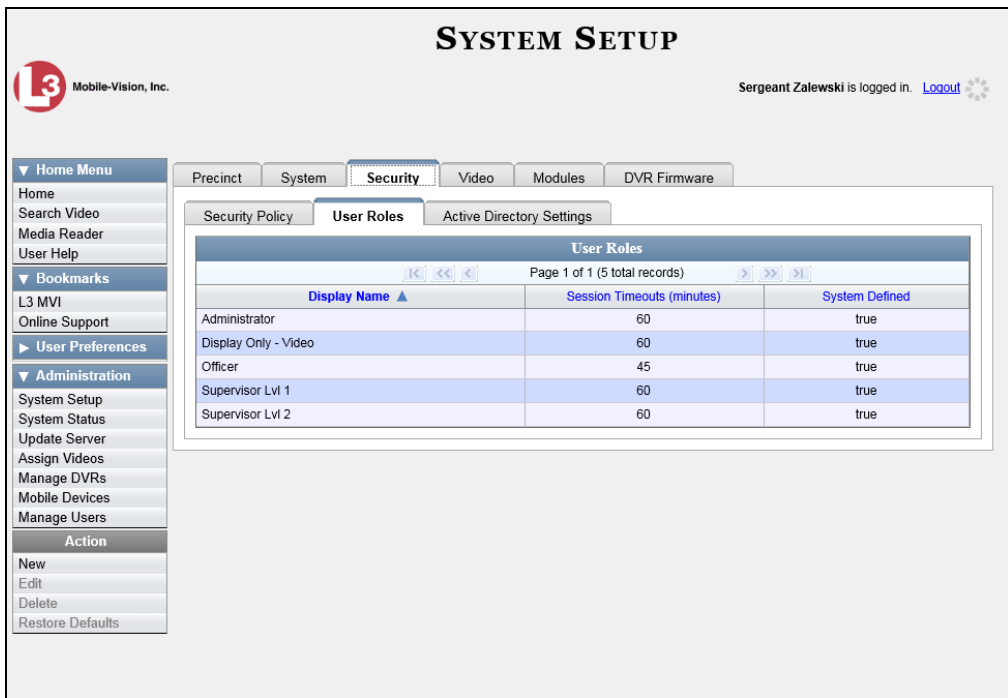 SYSTEM SETUP
L3 Mobile-Vision, Inc.
Sergeant Zalewski is logged in. Logout
▼ Home Menu
Home
Search Video
Media Reader
User Help
▼ Bookmarks
L3 MVI
Online Support
▶ User Preferences
▼ Administration
System Setup
System Status
Update Server
Assign Videos
Manage DVRs
Mobile Devices
Manage Users
Action
New
Edit
Delete
Restore Defaults
Precinct System Security Video Modules DVR Firmware
Security Policy User Roles Active Directory Settings
User Roles
|< << < Page 1 of 1 (5 total records) > >> >|
Display Name ▲ Session Timeouts (minutes) System Defined
Administrator 60 true
Display Only - Video 60 true
Officer 45 true
Supervisor Lvl 1 60 true
Supervisor Lvl 2 60 true